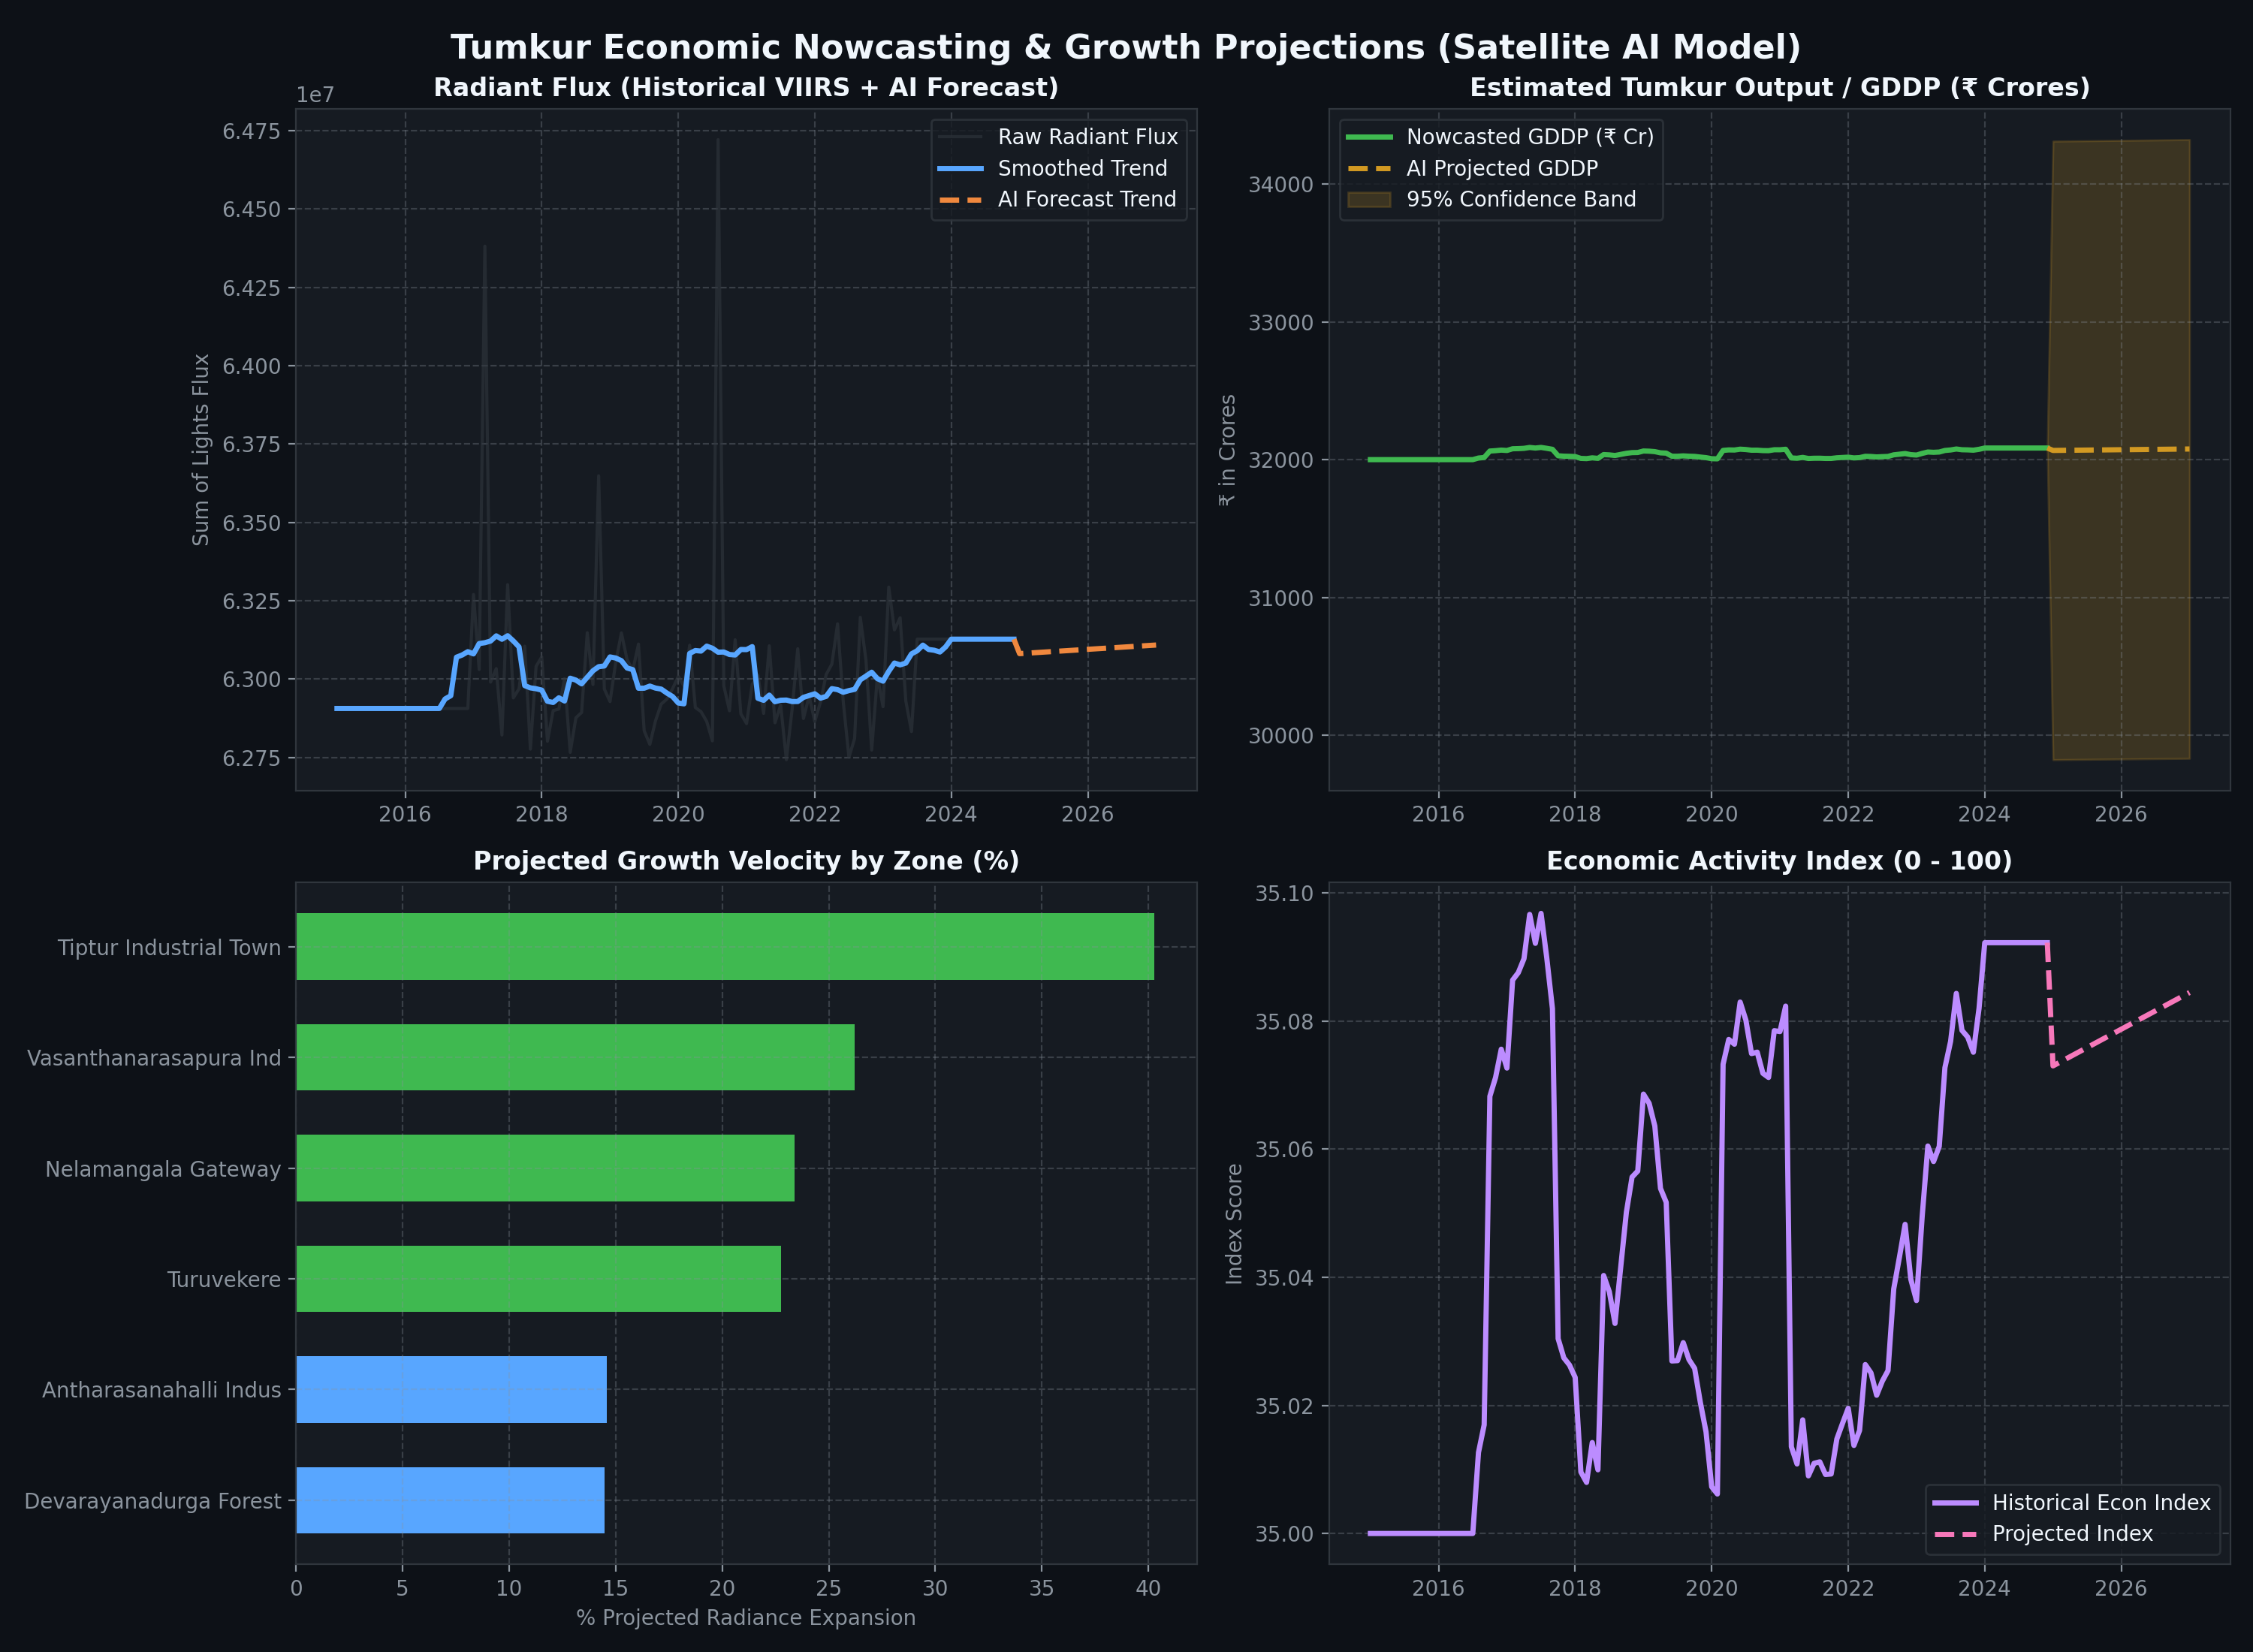 Tumkur Economic Nowcasting & Growth Projections (Satellite AI Model)
Radiant Flux (Historical VIIRS + AI Forecast)
1e7
6.475
6.450
6.425
6.400
6.375
6.350
6.325
6.300
6.275
Sum of Lights Flux
Raw Radiant Flux
Smoothed Trend
AI Forecast Trend
2016 2018 2020 2022 2024 2026
Estimated Tumkur Output / GDDP (₹ Crores)
34000
33000
32000
31000
30000
₹ in Crores
Nowcasted GDDP (₹ Cr)
AI Projected GDDP
95% Confidence Band
2016 2018 2020 2022 2024 2026
Projected Growth Velocity by Zone (%)
Tiptur Industrial Town
Vasanthanarasapura Ind
Nelamangala Gateway
Turuvekere
Antharasanahalli Indus
Devarayanadurga Forest
0 5 10 15 20 25 30 35 40
% Projected Radiance Expansion
Economic Activity Index (0 - 100)
35.10
35.08
35.06
35.04
35.02
35.00
Index Score
Historical Econ Index
Projected Index
2016 2018 2020 2022 2024 2026